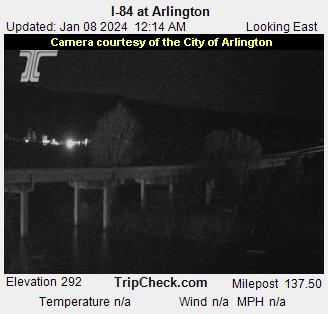 I-84 at Arlington
Updated: Jan 08 2024 12:14 AM Looking East
Camera courtesy of the City of Arlington
Elevation 292 TripCheck.com Milepost 137.50
Temperature n/a Wind n/a MPH n/a